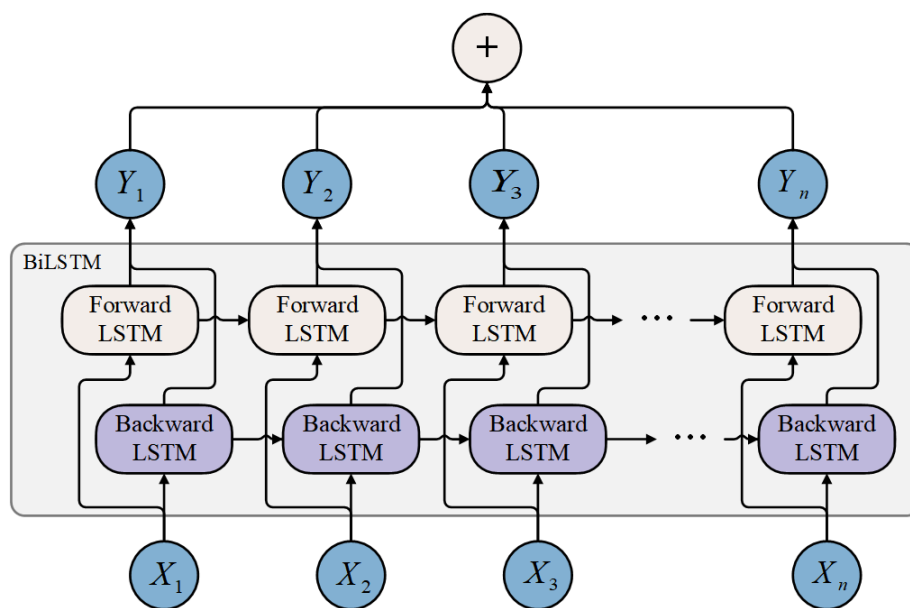 +
Y₁ Y₂ Y₃ Yₙ
BiLSTM
Forward Forward Forward Forward
LSTM LSTM LSTM ... LSTM
Backward Backward Backward Backward
LSTM LSTM LSTM ... LSTM
X₁ X₂ X₃ Xₙ